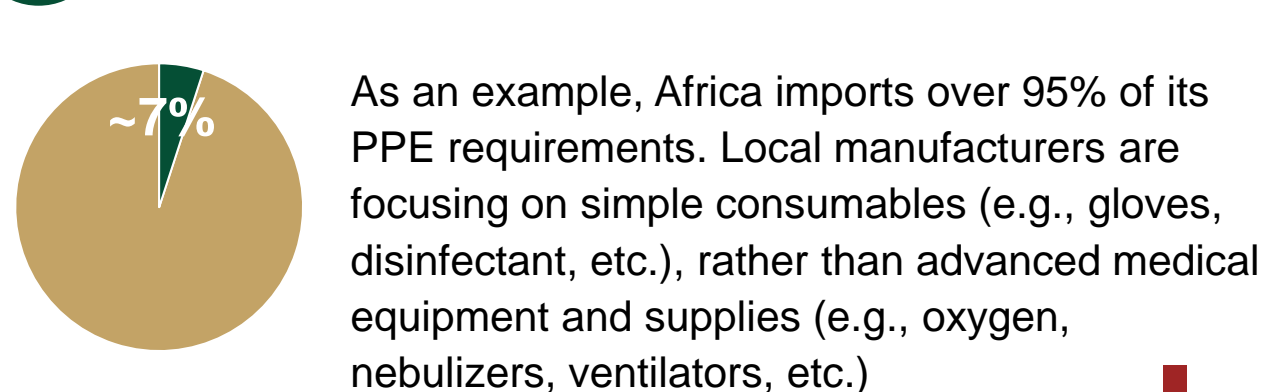 ~7%
As an example, Africa imports over 95% of its
PPE requirements. Local manufacturers are
focusing on simple consumables (e.g., gloves,
disinfectant, etc.), rather than advanced medical
equipment and supplies (e.g., oxygen,
nebulizers, ventilators, etc.)